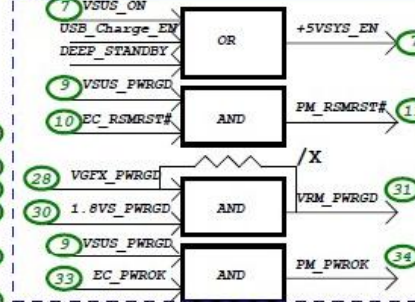 7 VSUS_ON
USB_Charge_EN
OR
+5VSYS_EN
DEEP_STANDBY
9 VSUS_PWRGD
10 EC_RSMRST#
AND
PM_RSMRST#
/X
28 VGFX_PWRGD
30 1.8VS_PWRGD
AND
VRM_PWRGD 31
9 VSUS_PWRGD
33 EC_PWROK
AND
PM_PWROK 34